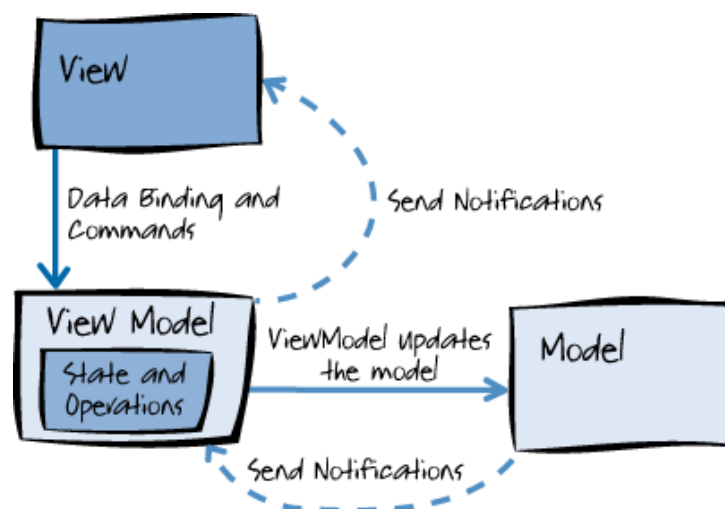 View
Data Binding and
Commands
Send Notifications
View Model
State and
Operations
ViewModel updates
the model
Model
Send Notifications